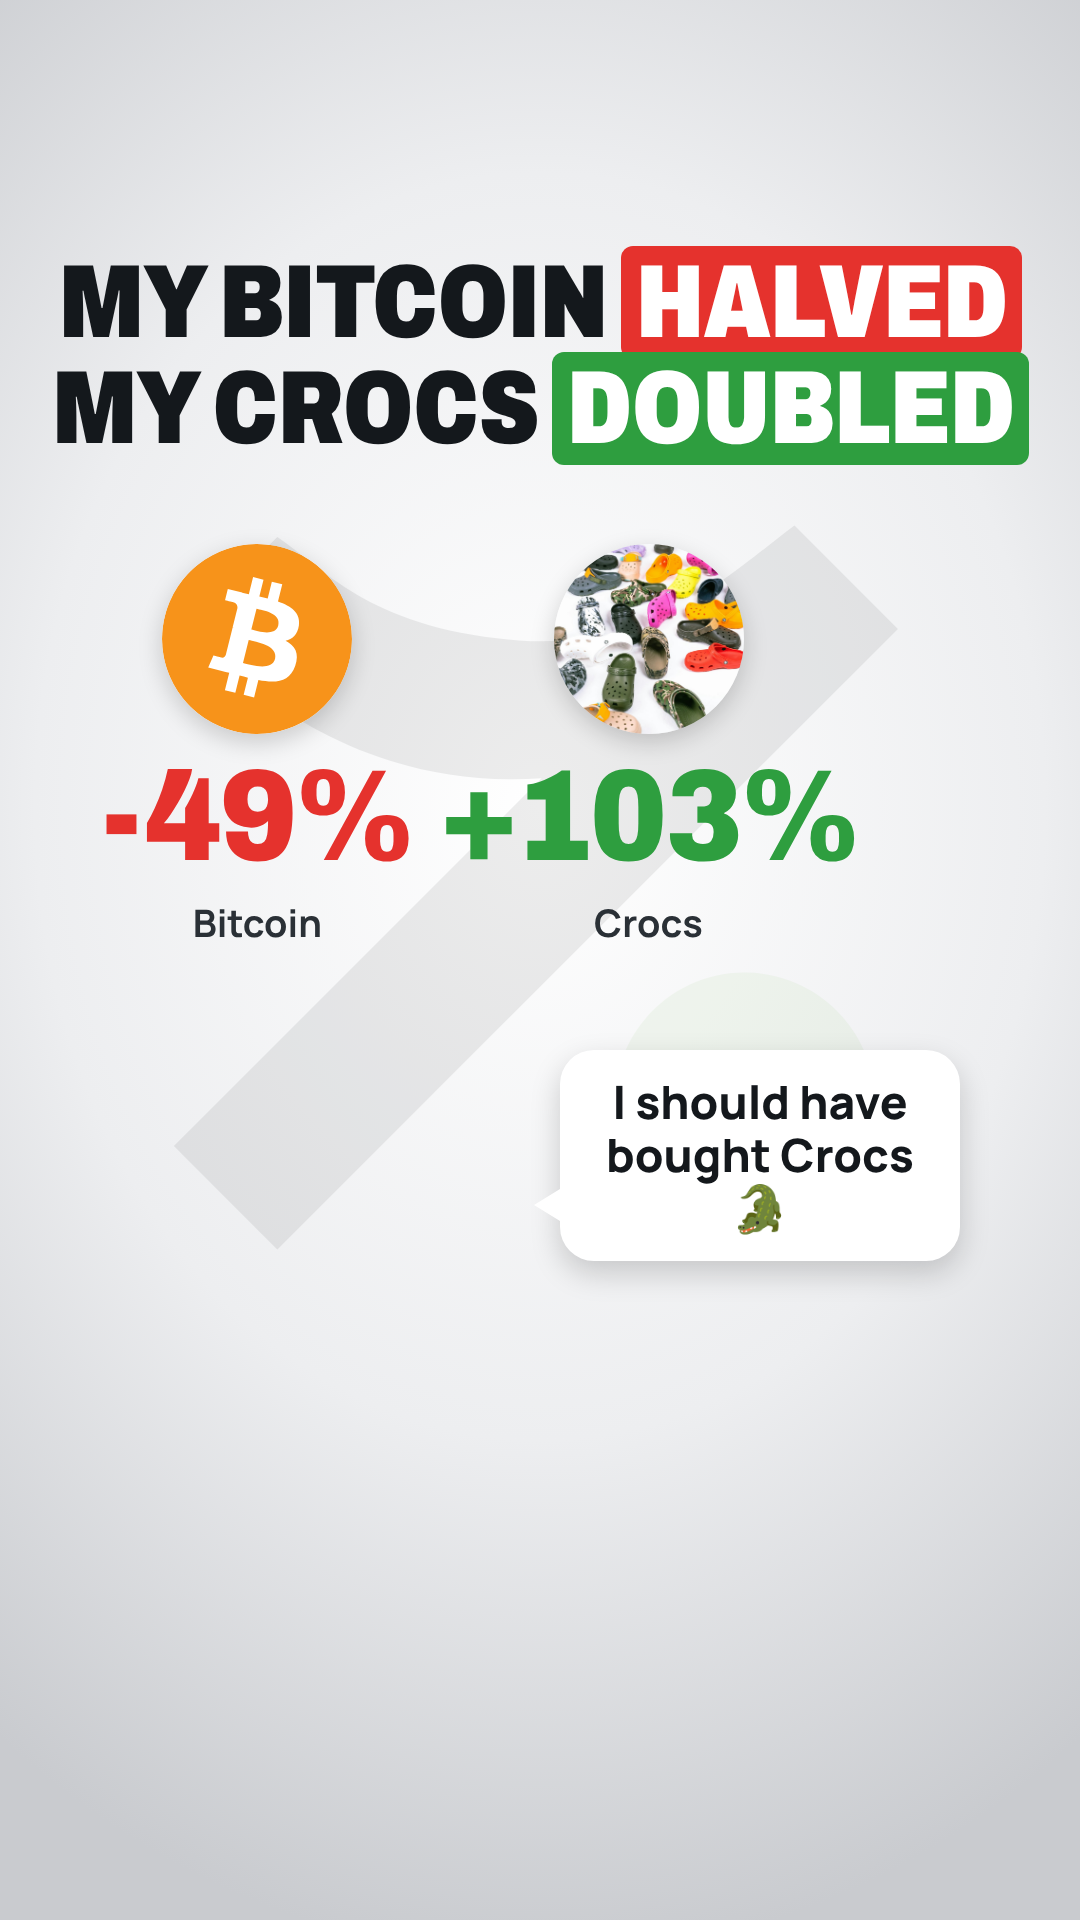 MY BITCOIN HALVED
MY CROCS DOUBLED
-49% +103%
Bitcoin Crocs
I should have
bought Crocs
🐊